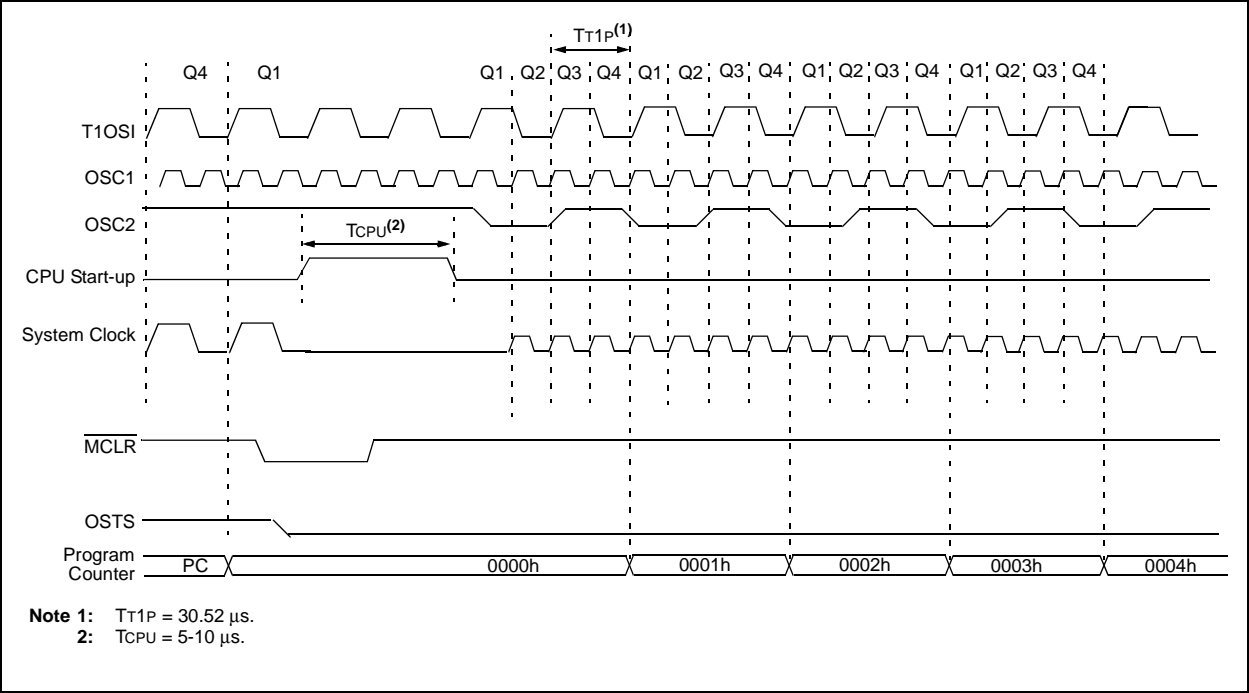 TT1P(1)
Q4 Q1 Q1 Q2 Q3 Q4 Q1 Q2 Q3 Q4 Q1 Q2 Q3 Q4 Q1 Q2 Q3 Q4
T1OSI
OSC1
OSC2
TCPU(2)
CPU Start-up
System Clock
MCLR
OSTS
Program
Counter
PC 0000h 0001h 0002h 0003h 0004h
Note 1: TT1P = 30.52 μs.
2: TCPU = 5-10 μs.